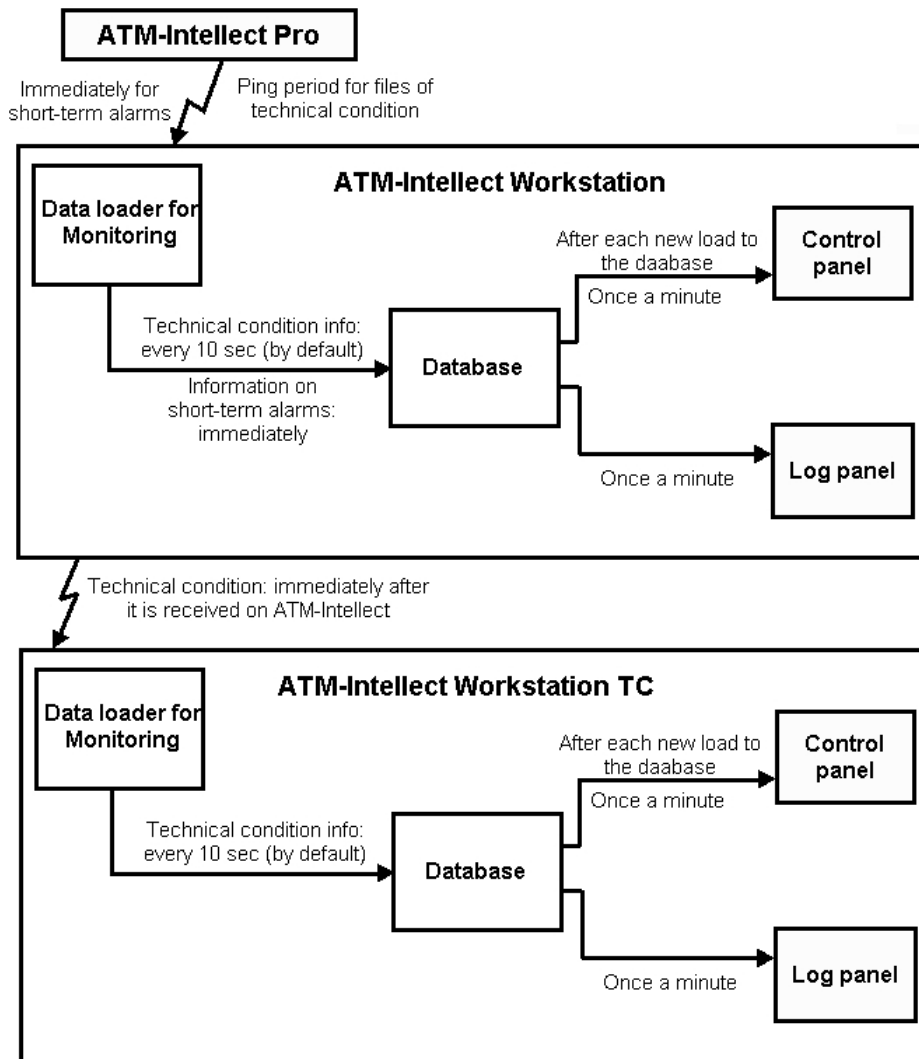 ATM-Intellect Pro
Immediately for
short-term alarms
Ping period for files of
technical condition
ATM-Intellect Workstation
Data loader for
Monitoring
After each new load to
the daabase
Once a minute
Control
panel
Technical condition info:
every 10 sec (by default)
Information on
short-term alarms:
immediately
Database
Once a minute
Log panel
Technical condition: immediately after
it is received on ATM-Intellect
ATM-Intellect Workstation TC
Data loader for
Monitoring
After each new load to
the daabase
Once a minute
Control
panel
Technical condition info:
every 10 sec (by default)
Database
Once a minute
Log panel